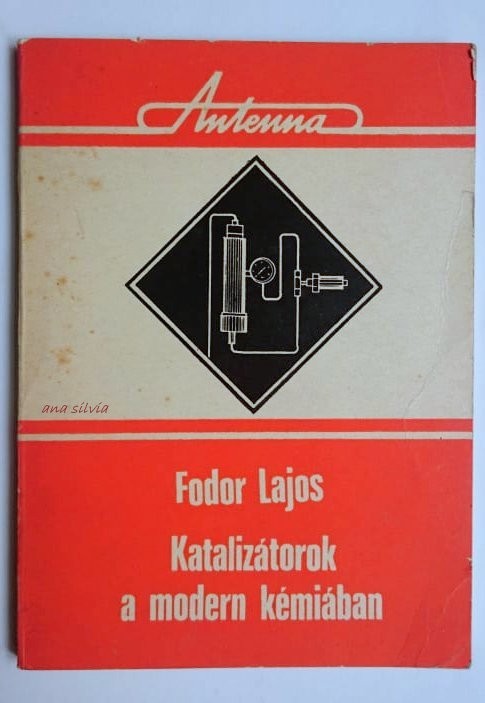 Antenna
ana silvia
Fodor Lajos
Katalizátorok
a modern kémiában